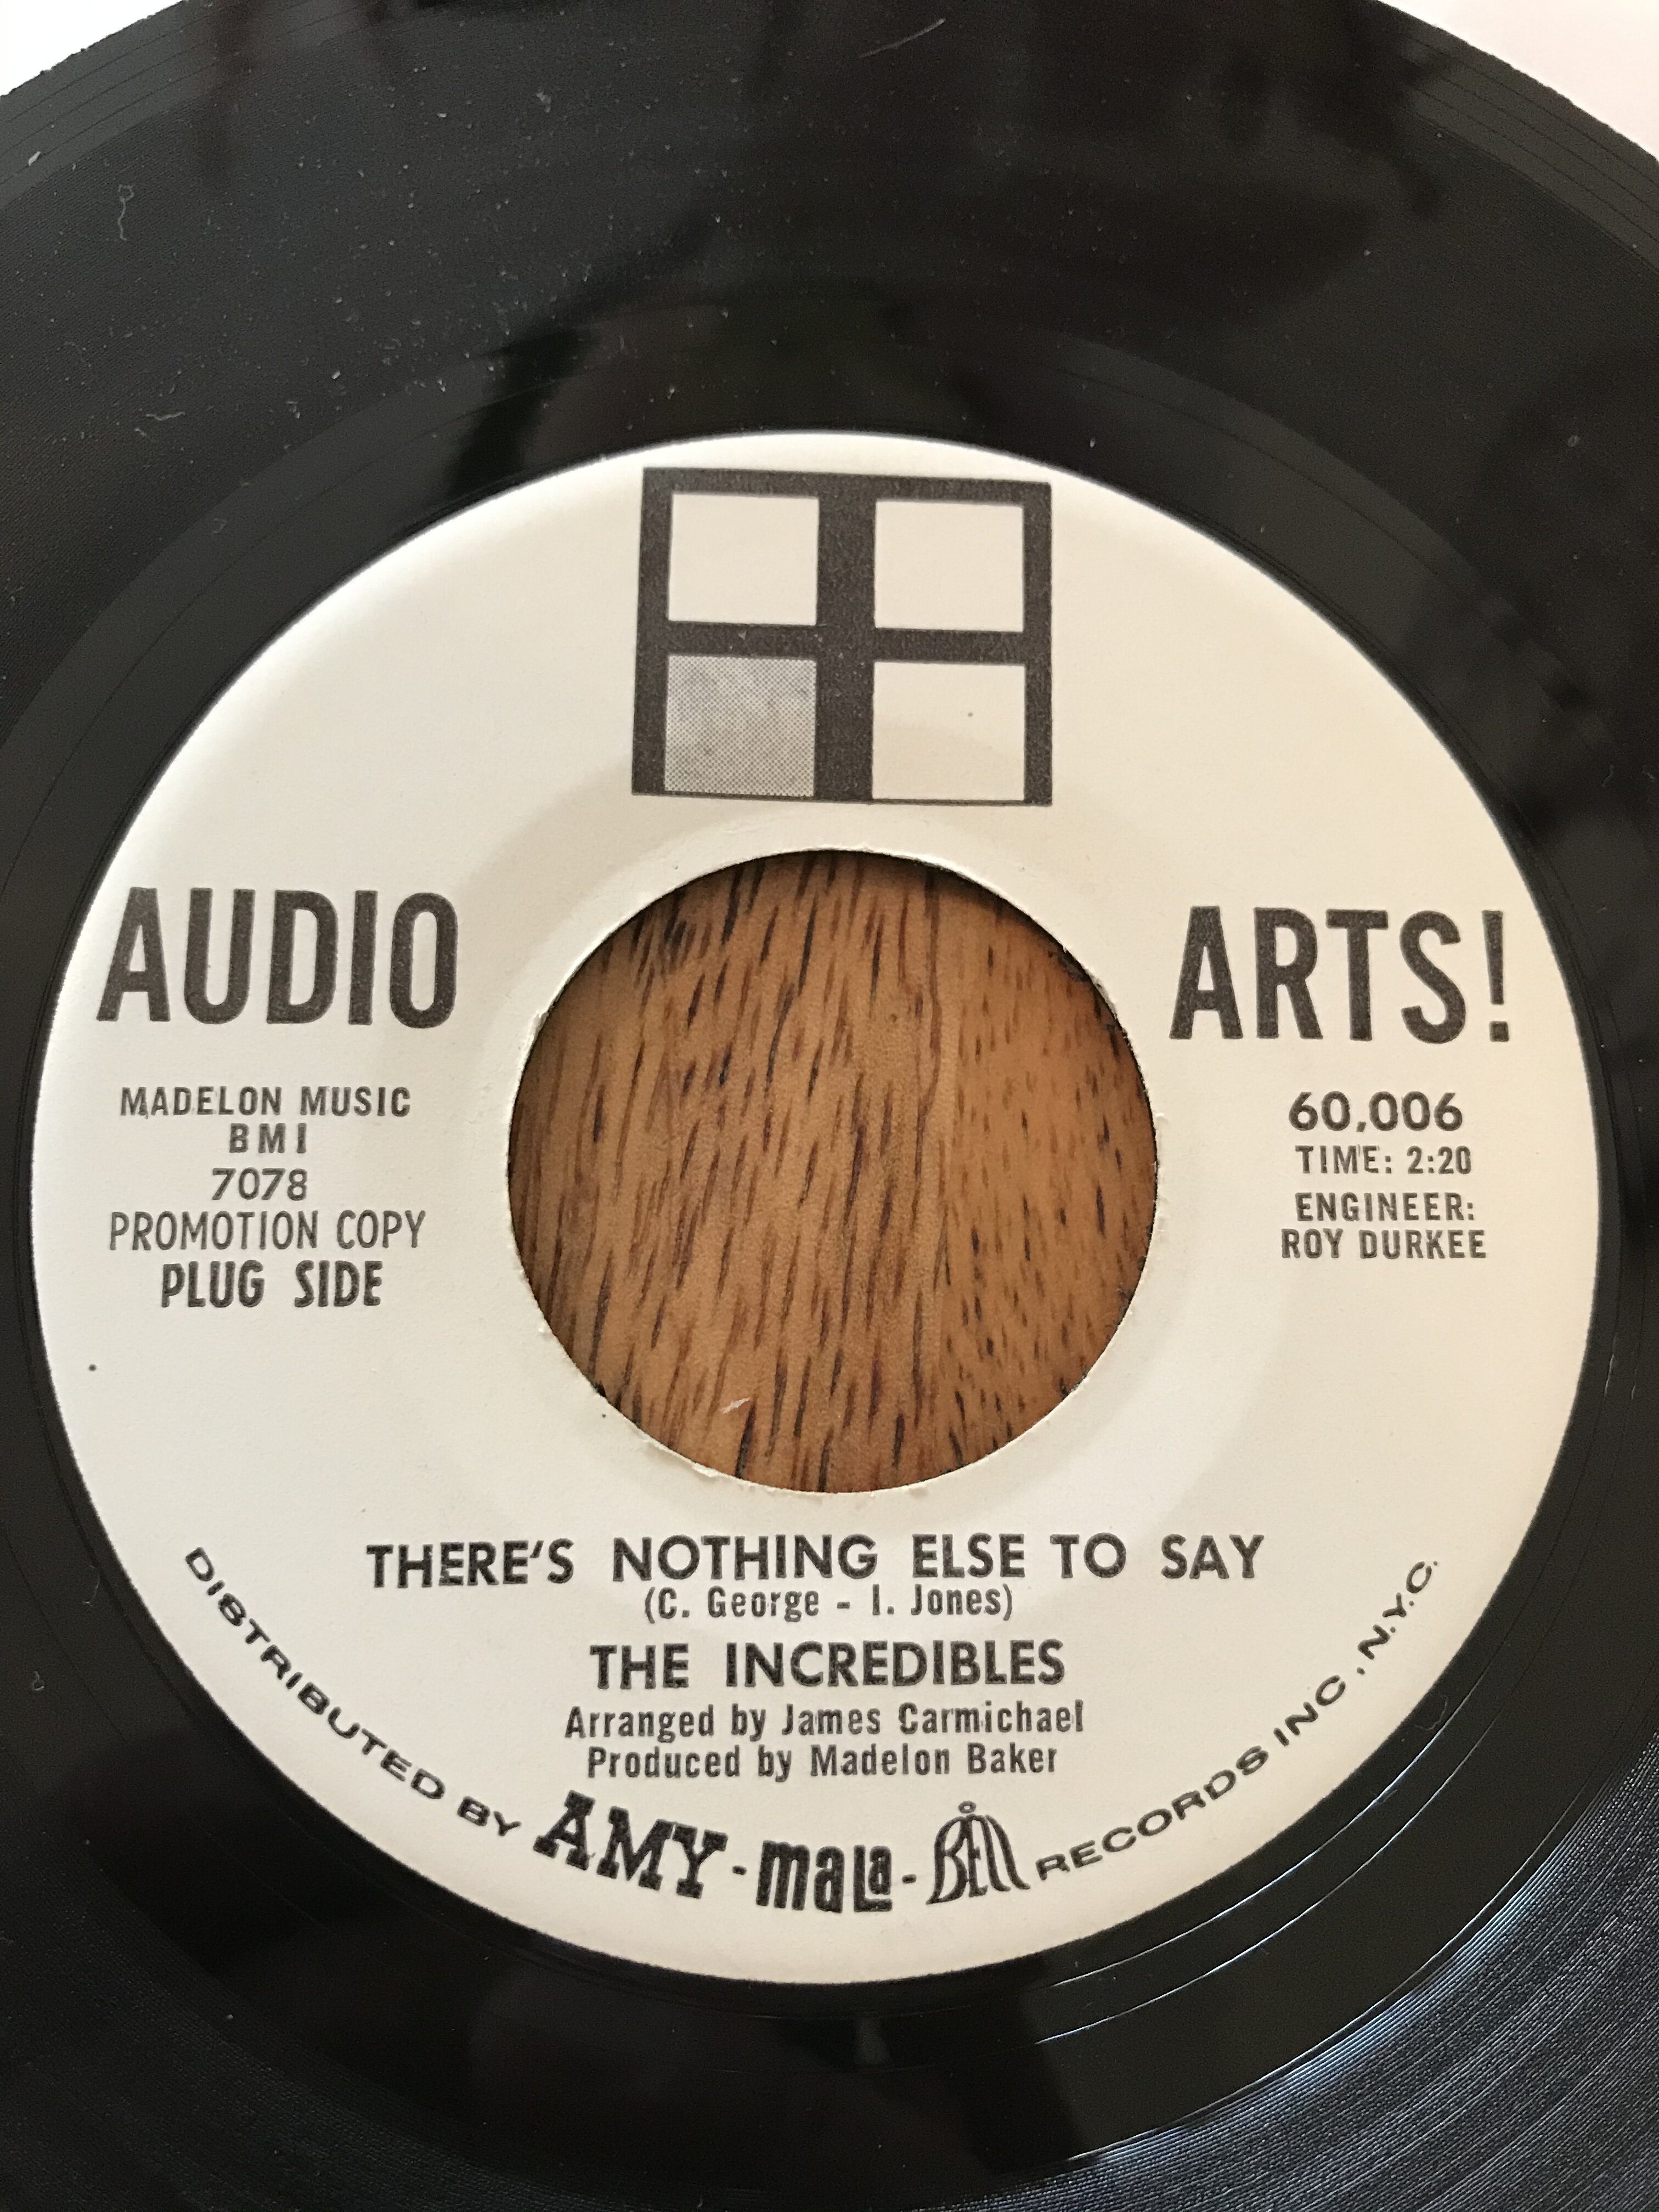 AUDIO ARTS!
MADELON MUSIC
BMI
7078
PROMOTION COPY
PLUG SIDE
60,006
TIME: 2:20
ENGINEER:
ROY DURKEE
THERE'S NOTHING ELSE TO SAY
(C. George - I. Jones)
THE INCREDIBLES
Arranged by James Carmichael
Produced by Madelon Baker
DISTRIBUTED BY AMY - mala - BELL RECORDS INC., N.Y.C.